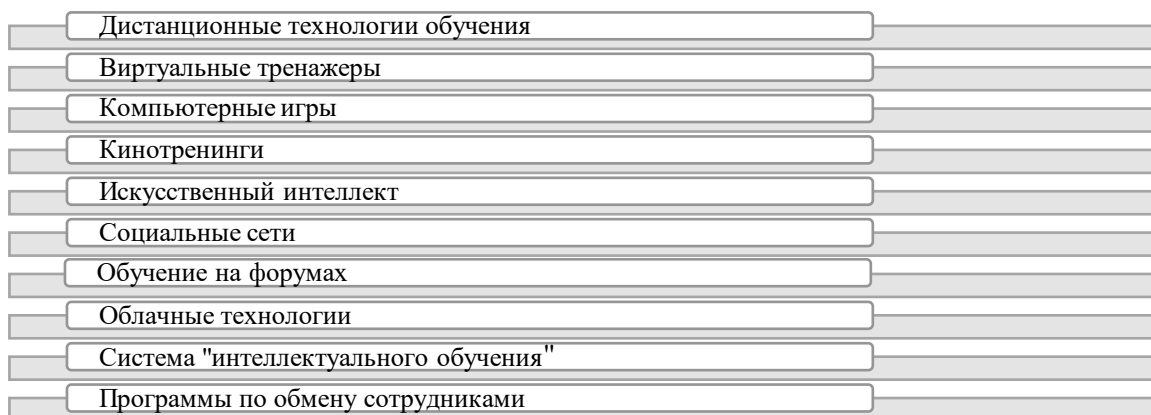 Дистанционные технологии обучения
Виртуальные тренажеры
Компьютерные игры
Кинотренинги
Искусственный интеллект
Социальные сети
Обучение на форумах
Облачные технологии
Система "интеллектуального обучения"
Программы по обмену сотрудниками